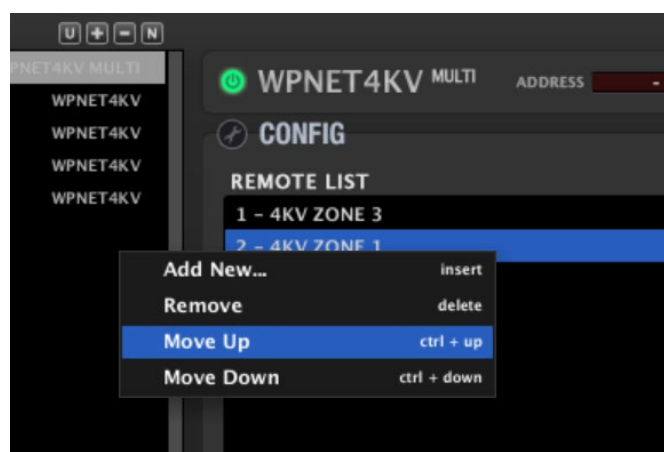 U + - N
PNET4KV MULTI
WPNET4KV
WPNET4KV
WPNET4KV
WPNET4KV
WPNET4KV MULTI
ADDRESS -
CONFIG
REMOTE LIST
1 - 4KV ZONE 3
2 - 4KV ZONE 1
Add New... insert
Remove delete
Move Up ctrl + up
Move Down ctrl + down